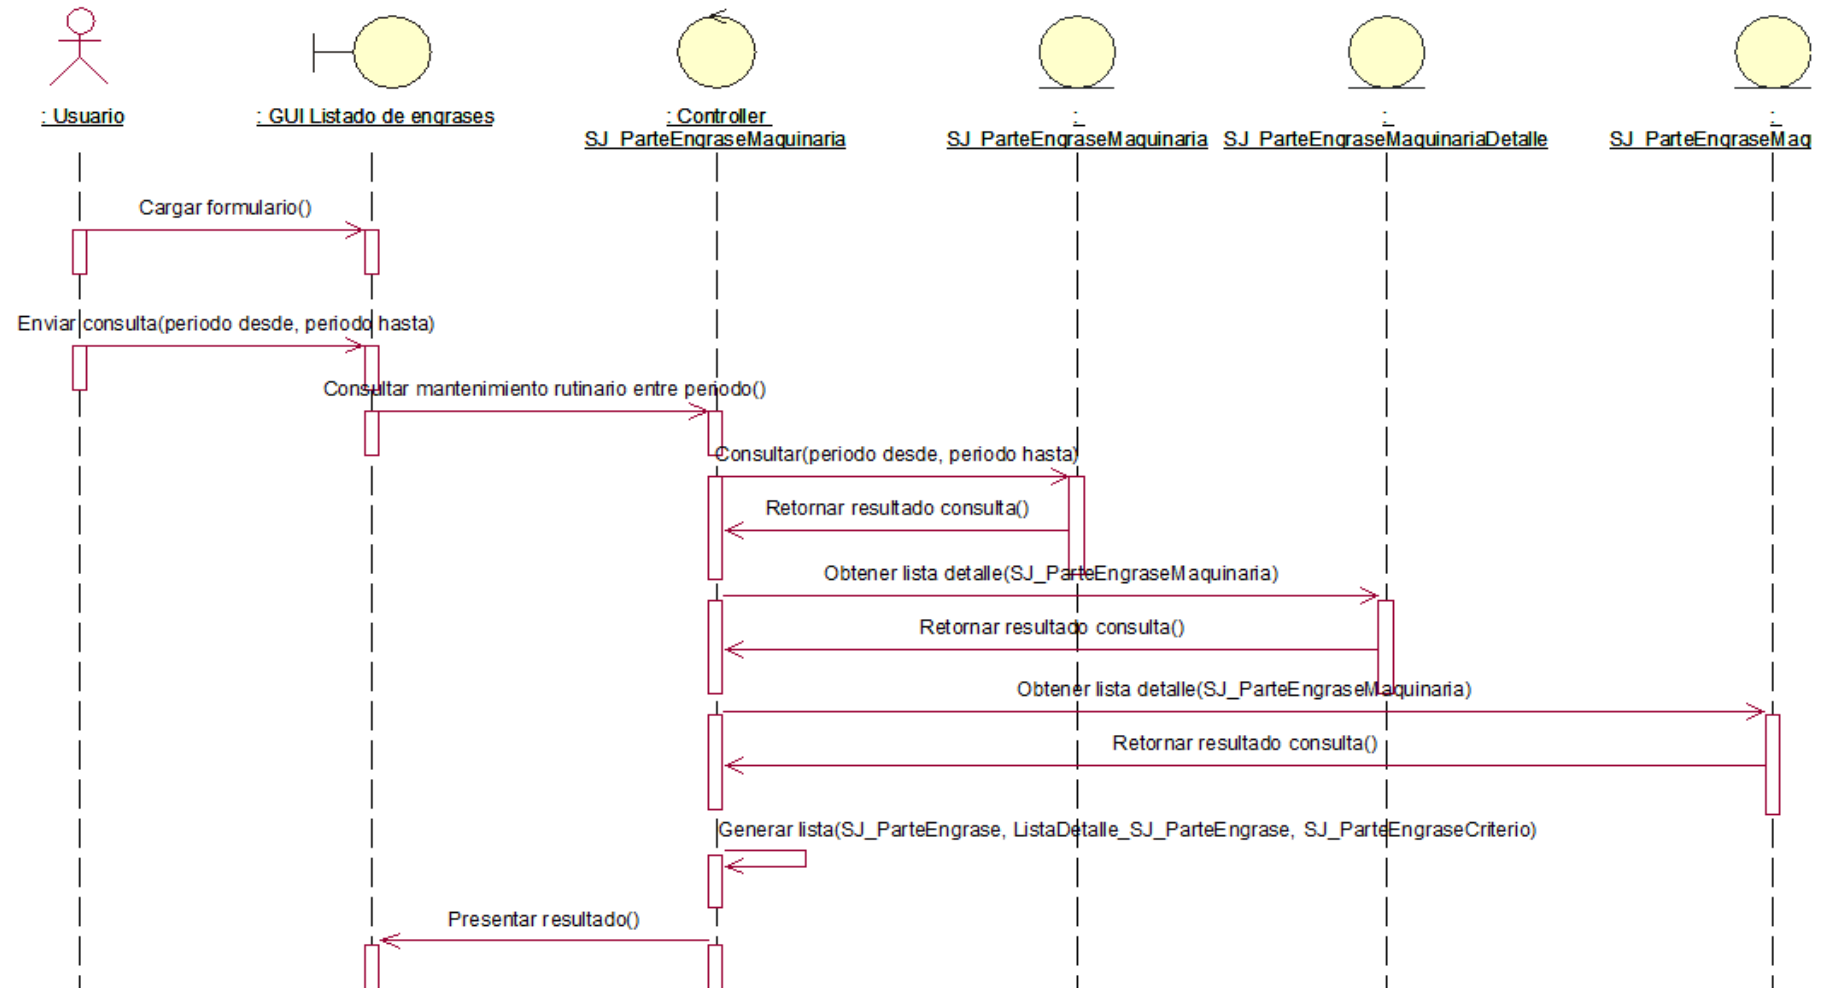 : Usuario
: GUI Listado de engrases
: Controller
SJ_ParteEngraseMaquinaria
:
SJ_ParteEngraseMaquinaria
:
SJ_ParteEngraseMaquinariaDetalle
:
SJ_ParteEngraseMaq
Cargar formulario()
Enviar consulta(periodo desde, periodo hasta)
Consultar mantenimiento rutinario entre periodo()
Consultar(periodo desde, periodo hasta)
Retornar resultado consulta()
Obtener lista detalle(SJ_ParteEngraseMaquinaria)
Retornar resultado consulta()
Obtener lista detalle(SJ_ParteEngraseMaquinaria)
Retornar resultado consulta()
Generar lista(SJ_ParteEngrase, ListaDetalle_SJ_ParteEngrase, SJ_ParteEngraseCriterio)
Presentar resultado()